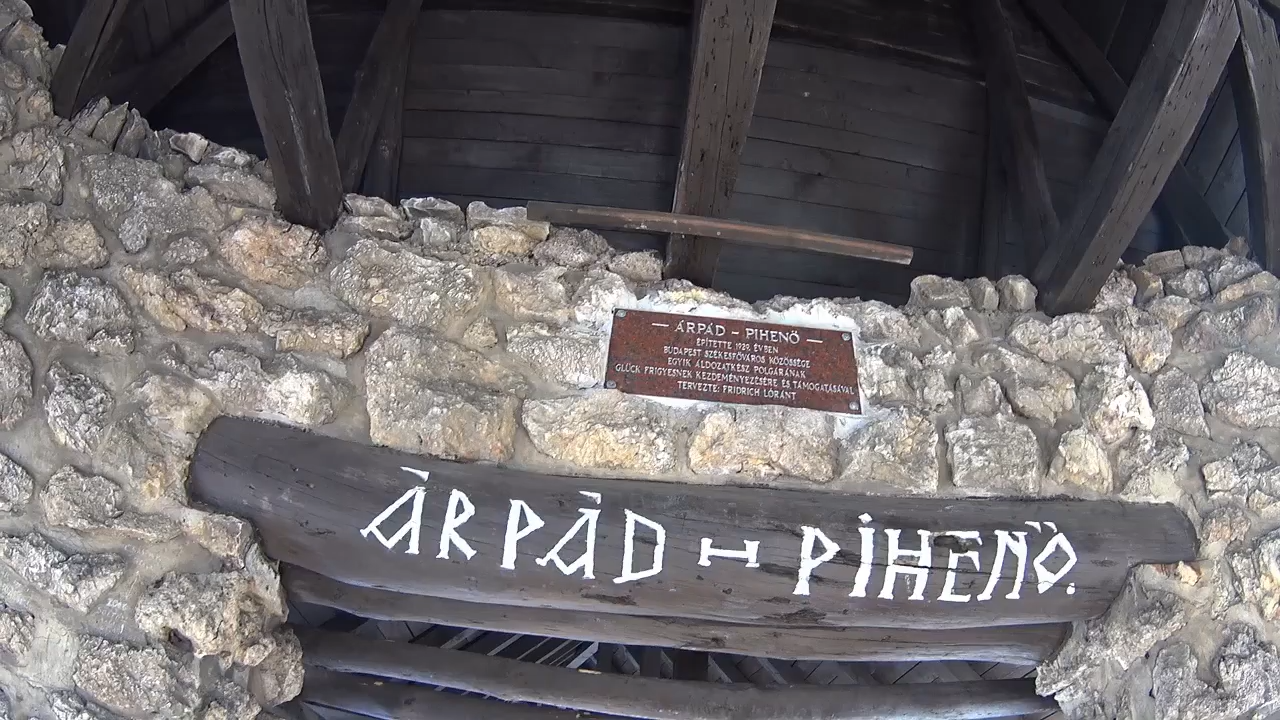 — ÁRPÁD – PIHENŐ —
ÉPÍTETTE 1929. ÉVBEN
BUDAPEST SZÉKESFŐVÁROS KÖZÖSSÉGE
EGYIK ÁLDOZATKÉSZ POLGÁRÁNAK
GLÜCK FRIGYESNEK KEZDEMÉNYEZÉSÉRE ÉS TÁMOGATÁSÁVAL
TERVEZTE: FRIDRICH LÓRÁNT
ÁRPÁD – PIHENŐ.